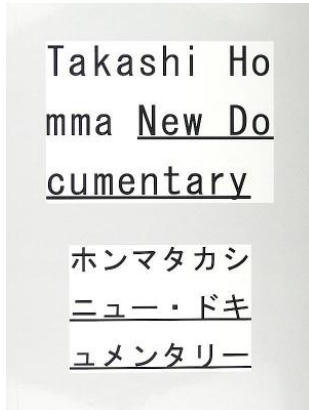 Takashi Ho
mma New Do
cumentary
ホンマタカシ
ニュー・ドキ
ュメンタリー